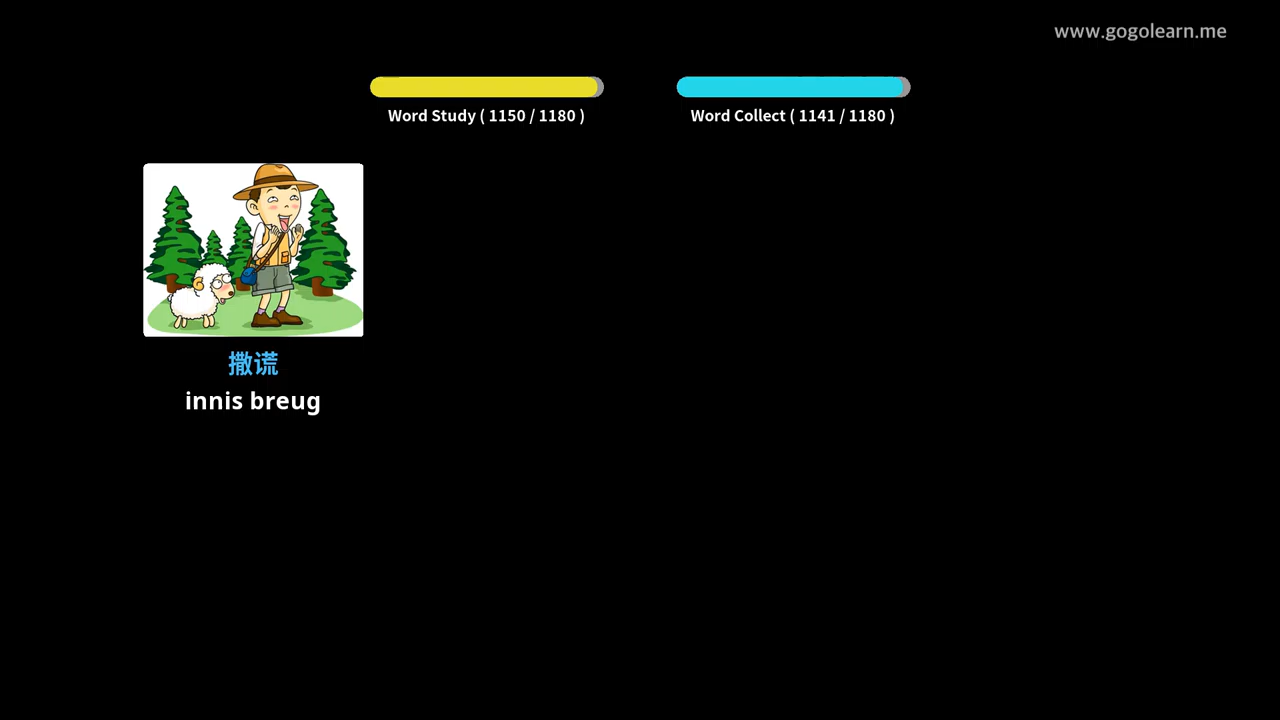 www.gogolearn.me
Word Study ( 1150 / 1180 )
Word Collect ( 1141 / 1180 )
撒谎
innis breug